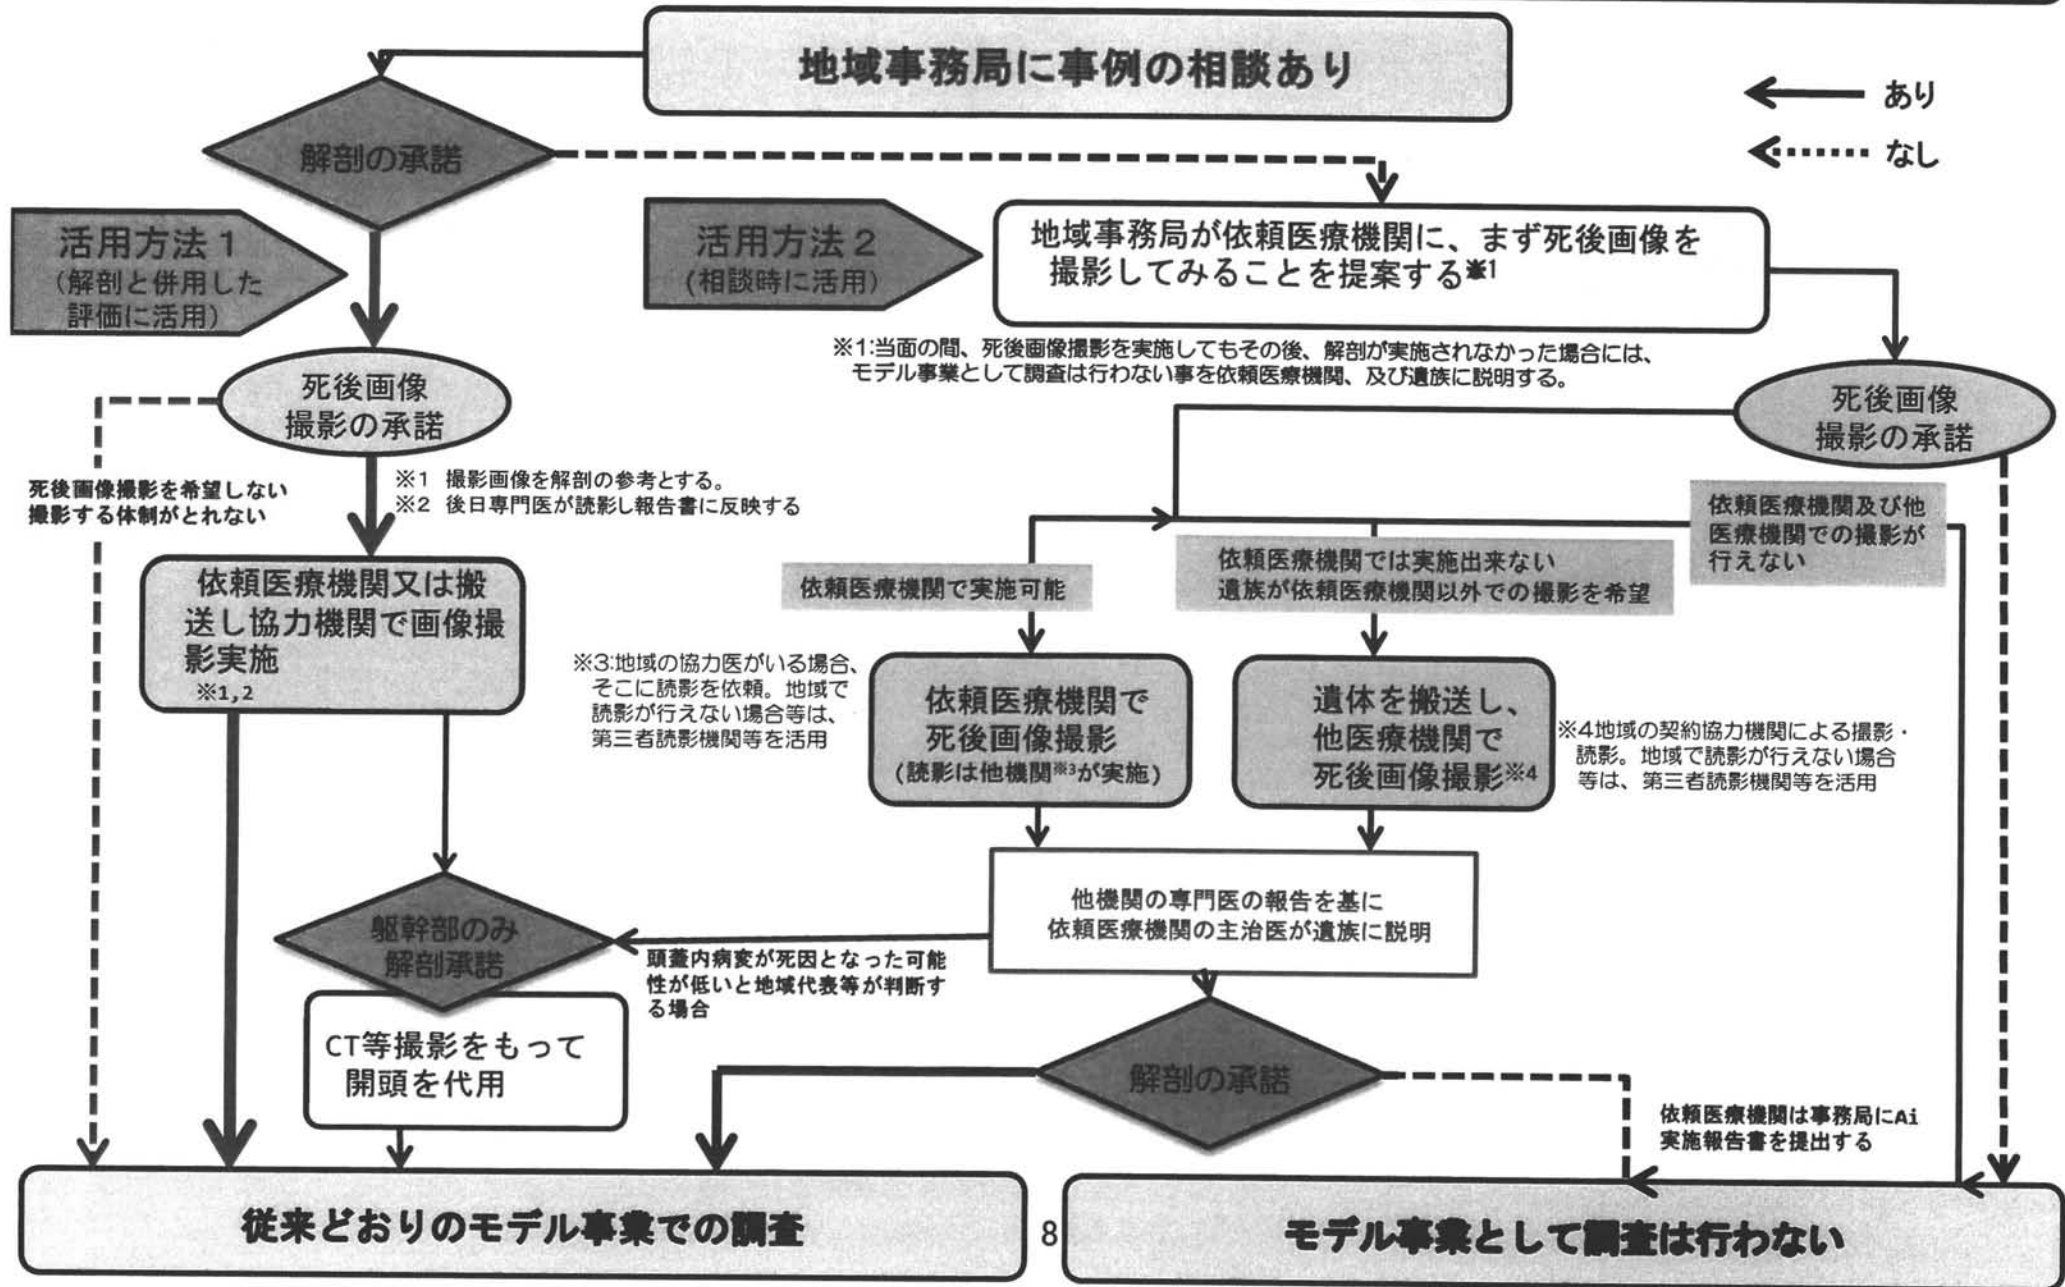 地域事務局に事例の相談あり
あり
なし
解剖の承諾
活用方法1
(解剖と併用した
評価に活用)
活用方法2
(相談時に活用)
地域事務局が依頼医療機関に、まず死後画像を
撮影してみることを提案する※1
※1:当面の間、死後画像撮影を実施してもその後、解剖が実施されなかった場合には、
モデル事業として調査は行わない事を依頼医療機関、及び遺族に説明する。
死後画像
撮影の承諾
死後画像
撮影の承諾
死後画像撮影を希望しない
撮影する体制がとれない
※1 撮影画像を解剖の参考とする。
※2 後日専門医が読影し報告書に反映する
依頼医療機関及び他
医療機関での撮影が
行えない
依頼医療機関で実施可能
依頼医療機関では実施出来ない
遺族が依頼医療機関以外での撮影を希望
依頼医療機関又は搬
送し協力機関で画像撮
影実施
※1,2
※3:地域の協力医がいる場合、
そこに読影を依頼。地域で
読影が行えない場合等は、
第三者読影機関等を活用
依頼医療機関で
死後画像撮影
(読影は他機関※3が実施)
遺体を搬送し、
他医療機関で
死後画像撮影※4
※4地域の契約協力機関による撮影・
読影。地域で読影が行えない場合
等は、第三者読影機関等を活用
他機関の専門医の報告を基に
依頼医療機関の主治医が遺族に説明
躯幹部のみ
解剖承諾
頭蓋内病変が死因となった可能
性が低いと地域代表等が判断す
る場合
CT等撮影をもって
開頭を代用
解剖の承諾
依頼医療機関は事務局にAi
実施報告書を提出する
従来どおりのモデル事業での調査
8
モデル事業として調査は行わない